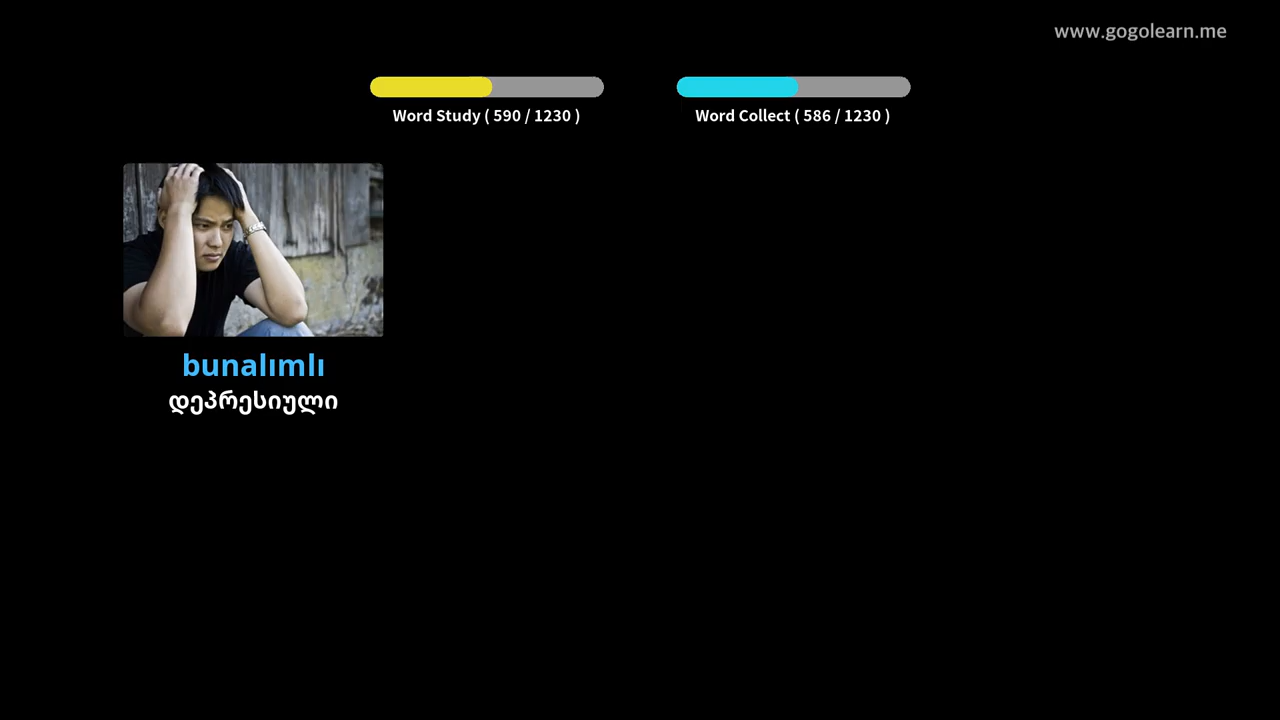 www.gogolearn.me
Word Study ( 590 / 1230 )
Word Collect ( 586 / 1230 )
bunalımlı
დეპრესიული